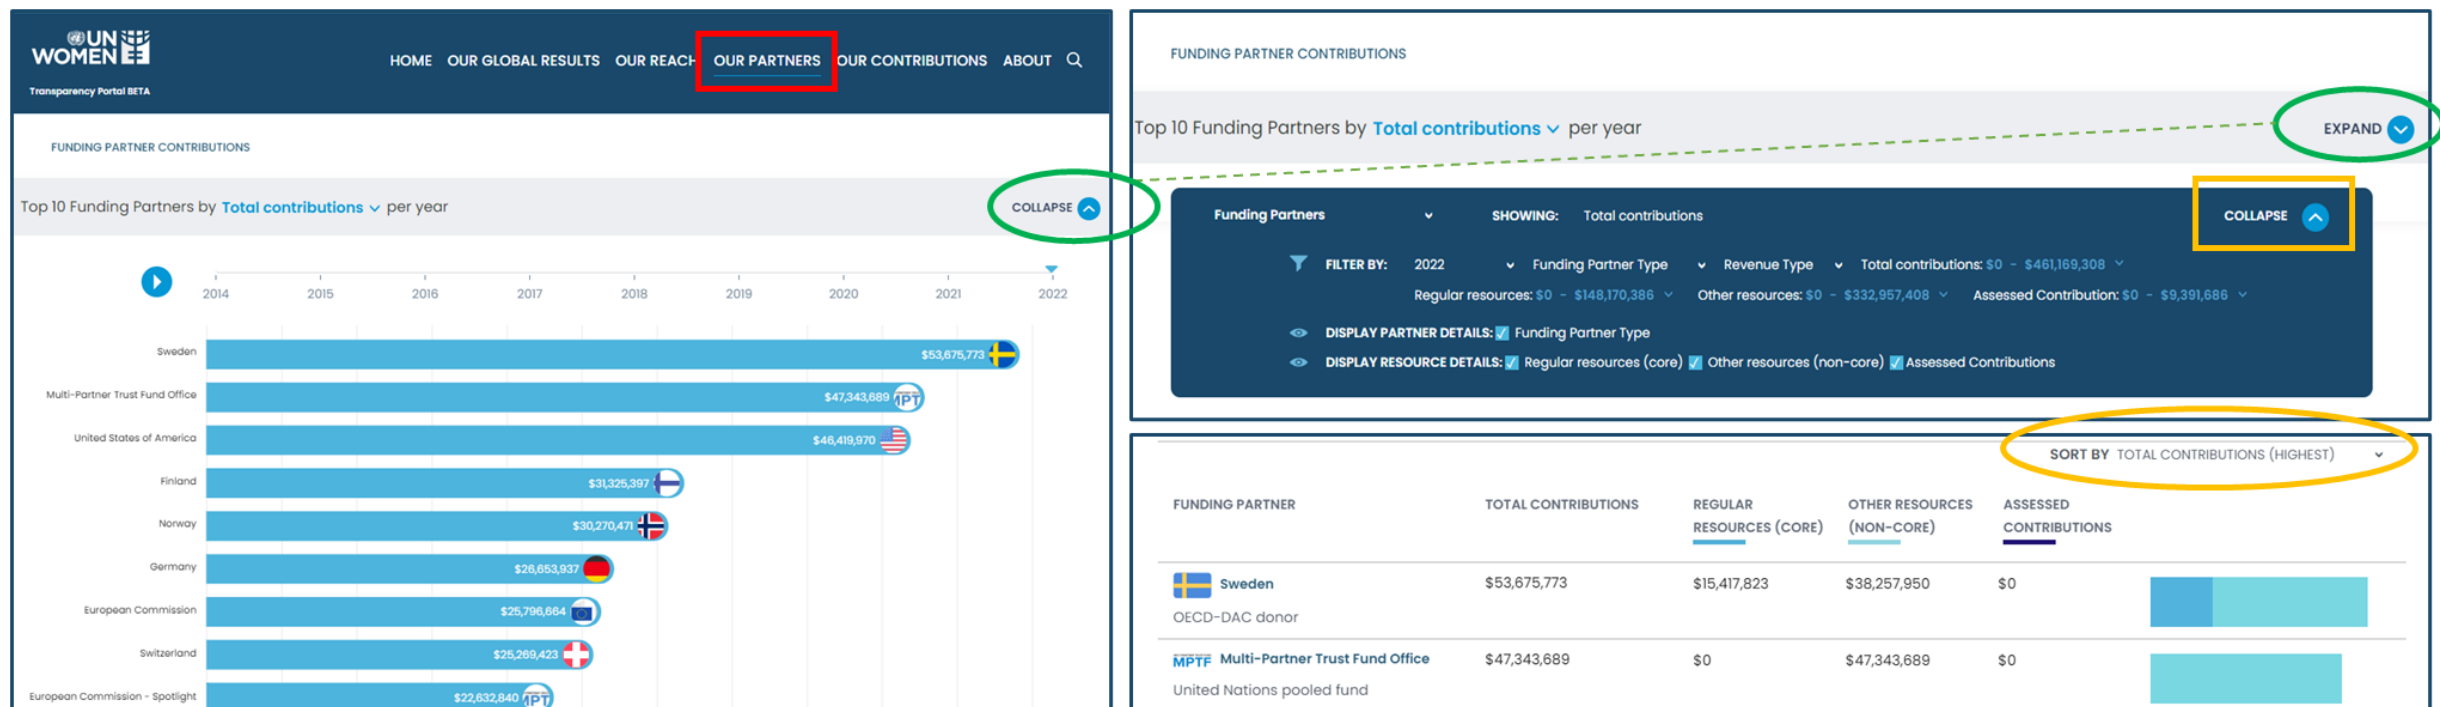 UN
WOMEN
Transparency Portal BETA
HOME OUR GLOBAL RESULTS OUR REACH OUR PARTNERS OUR CONTRIBUTIONS ABOUT
FUNDING PARTNER CONTRIBUTIONS
Top 10 Funding Partners by Total contributions per year COLLAPSE
2014 2015 2016 2017 2018 2019 2020 2021 2022
Sweden $53,675,773
Multi-Partner Trust Fund Office $47,343,689 MPT
United States of America $46,419,970
Finland $31,325,397
Norway $30,270,471
Germany $26,653,937
European Commission $25,796,664
Switzerland $25,269,423
European Commission - Spotlight $22,632,840 MPT
FUNDING PARTNER CONTRIBUTIONS
Top 10 Funding Partners by Total contributions per year EXPAND
Funding Partners SHOWING: Total contributions COLLAPSE
FILTER BY: 2022 Funding Partner Type Revenue Type Total contributions: $0 - $461,169,308
Regular resources: $0 - $148,170,386 Other resources: $0 - $332,957,408 Assessed Contribution: $0 - $9,391,686
DISPLAY PARTNER DETAILS: Funding Partner Type
DISPLAY RESOURCE DETAILS: Regular resources (core) Other resources (non-core) Assessed Contributions
SORT BY TOTAL CONTRIBUTIONS (HIGHEST)
FUNDING PARTNER TOTAL CONTRIBUTIONS REGULAR OTHER RESOURCES ASSESSED
RESOURCES (CORE) (NON-CORE) CONTRIBUTIONS
Sweden $53,675,773 $15,417,823 $38,257,950 $0
OECD-DAC donor
MPTF Multi-Partner Trust Fund Office $47,343,689 $0 $47,343,689 $0
United Nations pooled fund